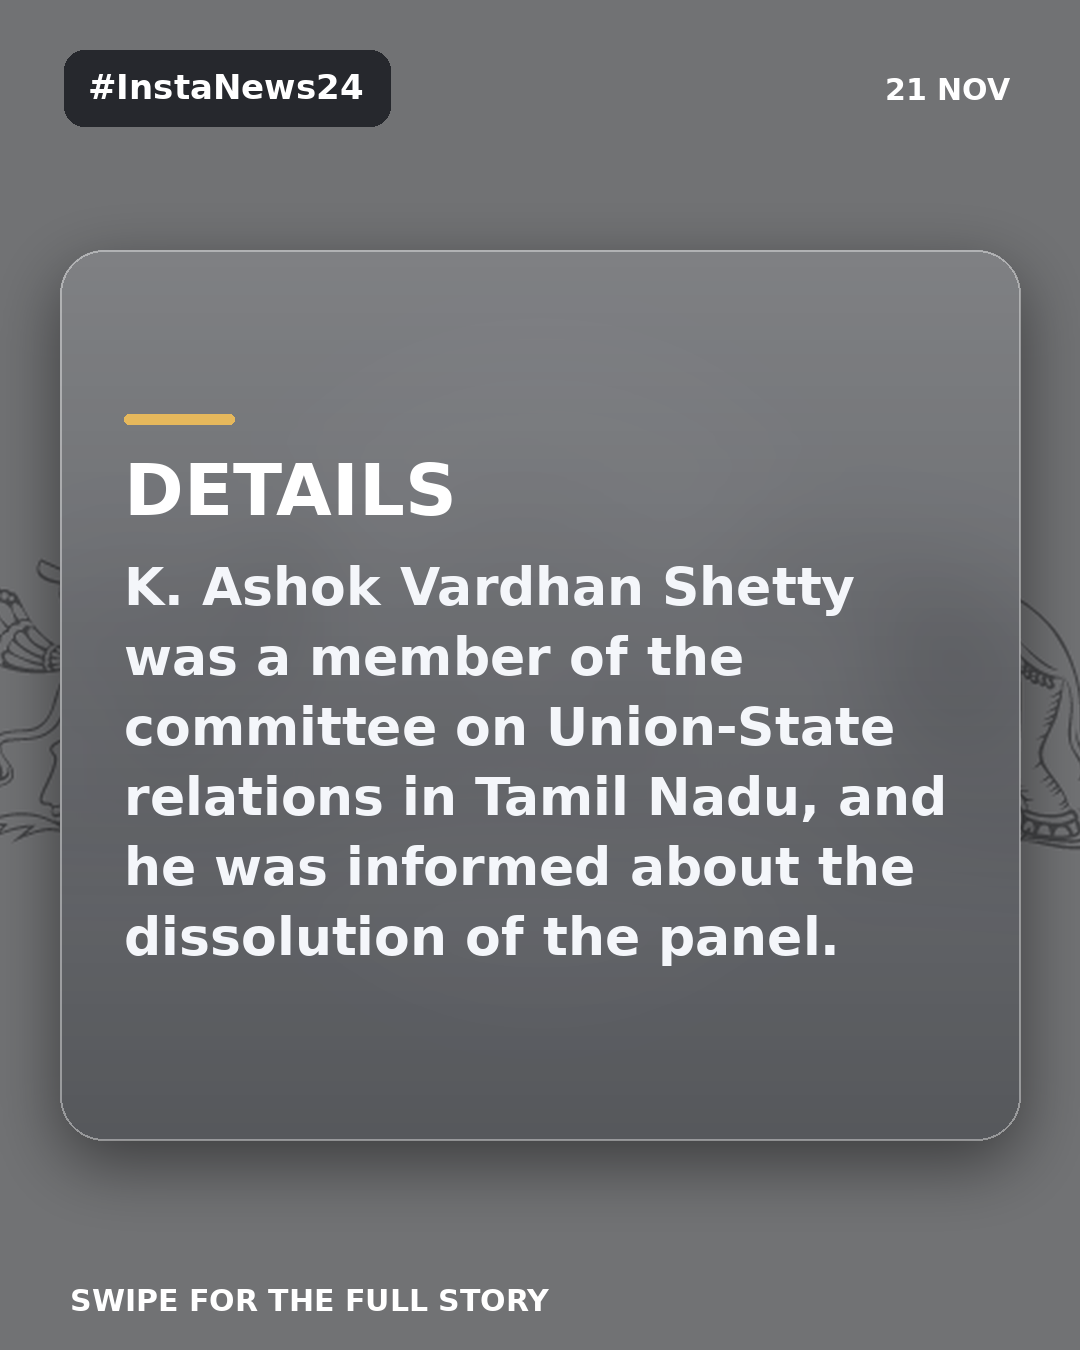 #InstaNews24
21 NOV
DETAILS
K. Ashok Vardhan Shetty
was a member of the
committee on Union-State
relations in Tamil Nadu, and
he was informed about the
dissolution of the panel.
SWIPE FOR THE FULL STORY